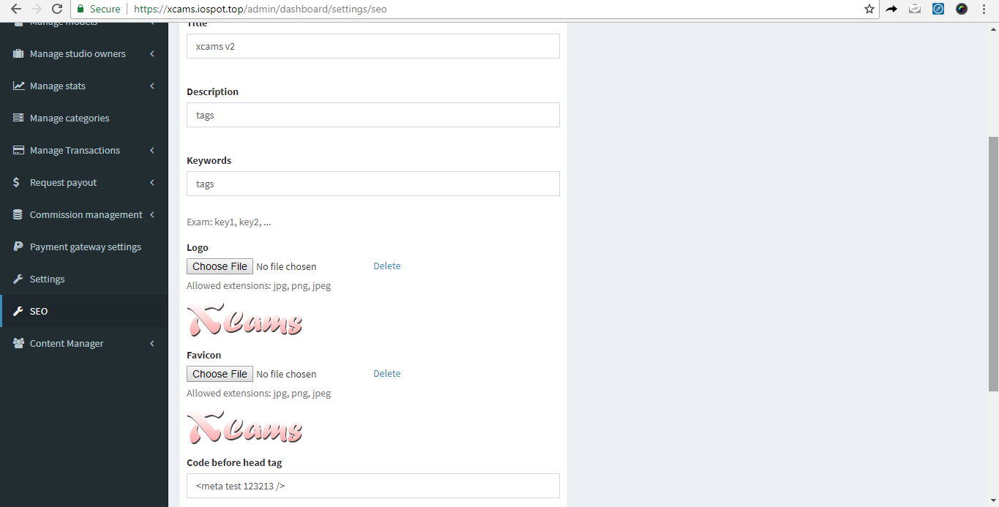 Secure
https://xcams.iospot.top/admin/dashboard/settings/seo
Manage models
Manage studio owners
Manage stats
Manage categories
Manage Transactions
Request payout
Commission management
Payment gateway settings
Settings
SEO
Content Manager
Title
xcams v2
Description
tags
Keywords
tags
Exam: key1, key2, ...
Logo
Choose File No file chosen Delete
Allowed extensions: jpg, png, jpeg
XCams
Favicon
Choose File No file chosen Delete
Allowed extensions: jpg, png, jpeg
XCams
Code before head tag
<meta test 123213 />